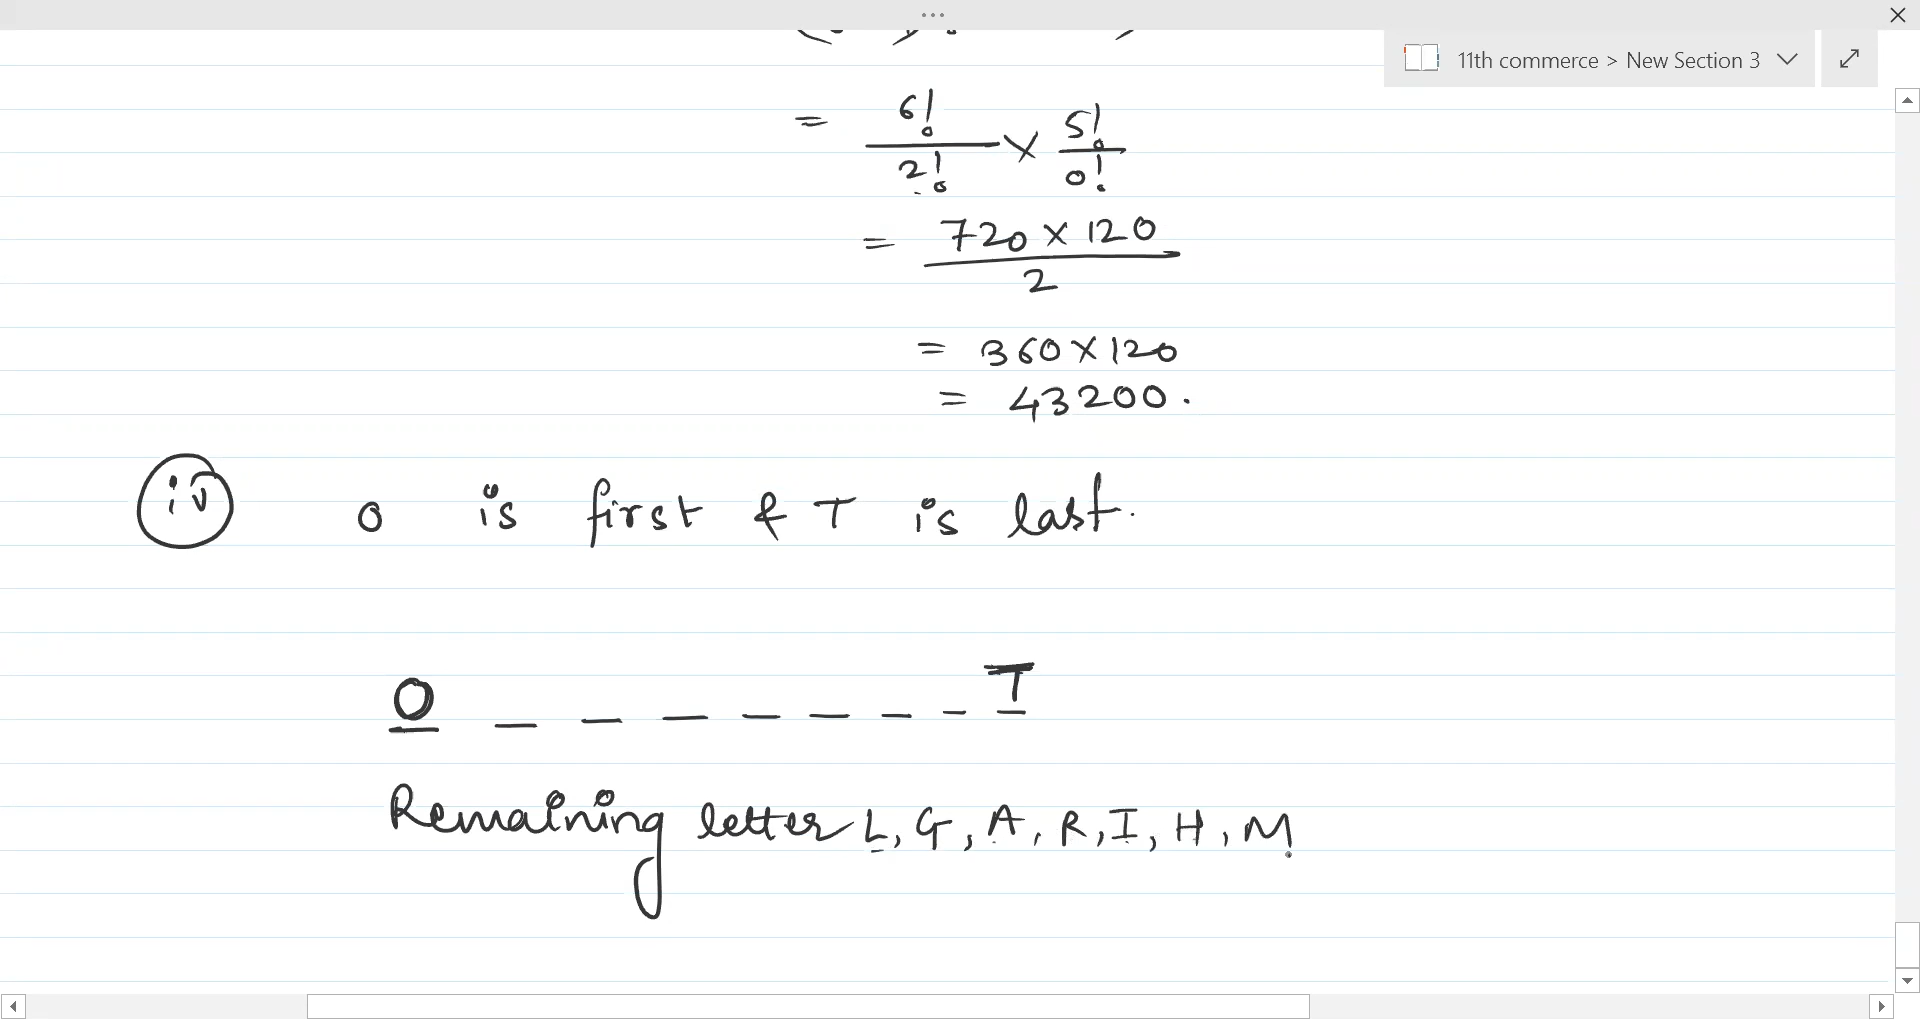 11th commerce > New Section 3
= 6! / 2! × 5! / 0!
= 720 × 120 / 2
= 360 × 120
= 43200.
iv O is first & T is last.
O _ _ _ _ _ _ _ T
Remaining letter L, G, A, R, I, H, M